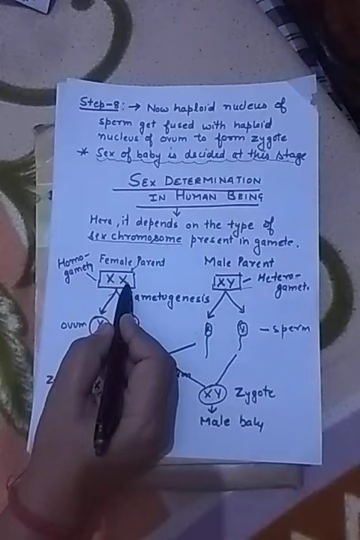 Step-8:→ Now haploid nucleus of
sperm get fused with haploid
nucleus of ovum to form zygote
* Sex of baby is decided at this stage
SEX DETERMINATION
IN HUMAN BEING
Here, it depends on the type of
sex chromosome present in gamete.
Homo-
gamet
Female Parent
Male Parent
XX
XY
Heterogamet.
ametogenesis
ovum
X
Y
- sperm
XY
Zygote
Male baby